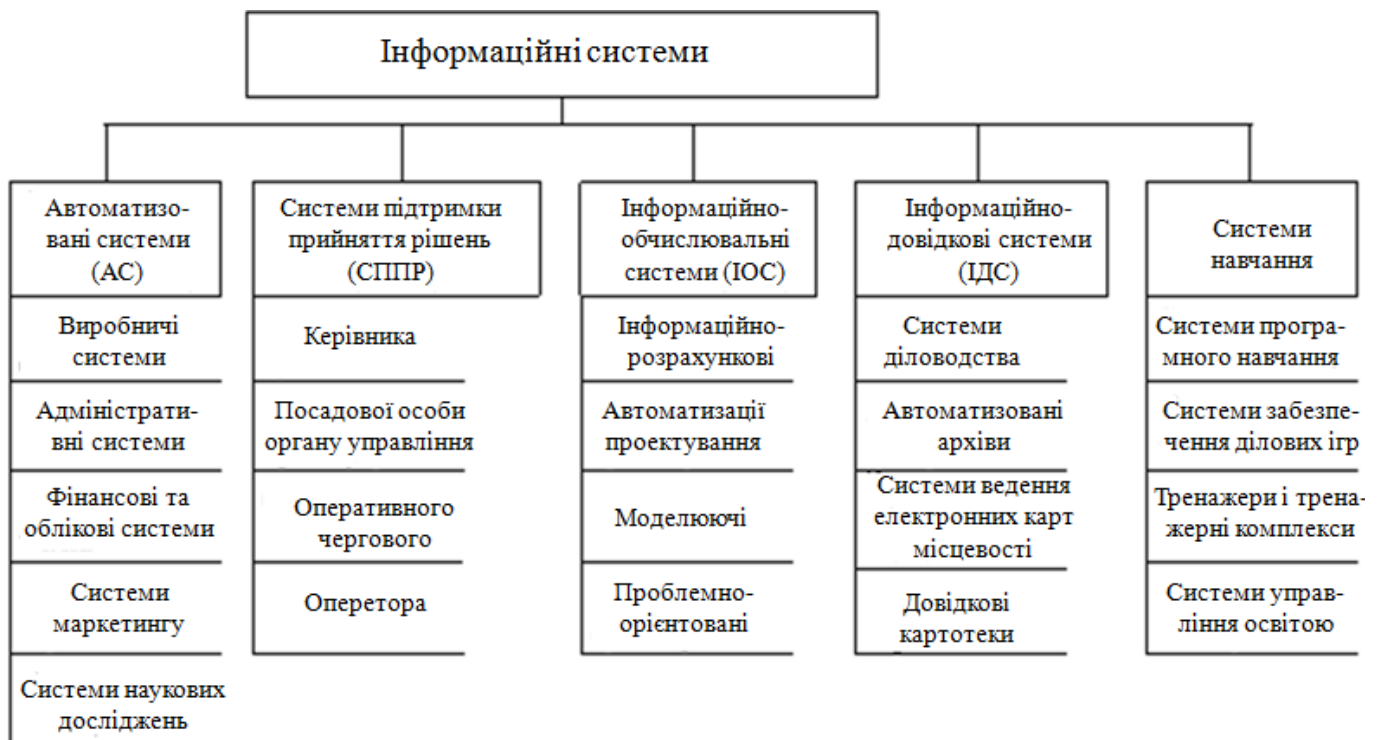 Інформаційні системи
Автоматизо-
вані системи
(АС)
Виробничі
системи
Адміністрати-
вні системи
Фінансові та
облікові системи
Системи
маркетингу
Системи наукових
досліджень
Системи підтримки
прийняття рішень
(СППР)
Керівника
Посадової особи
органу управління
Оперативного
чергового
Оперетора
Інформаційно-
обчислювальні
системи (ІОС)
Інформаційно-
розрахункові
Автоматизації
проектування
Моделюючі
Проблемно-
орієнтовані
Інформаційно-
довідкові системи
(ІДС)
Системи
діловодства
Автоматизовані
архіви
Системи ведення
електронних карт
місцевості
Довідкові
картотеки
Системи
навчання
Системи програ-
много навчання
Системи забезпе-
чення ділових ігр
Тренажери і трена-
жерні комплекси
Системи управ-
ління освітою